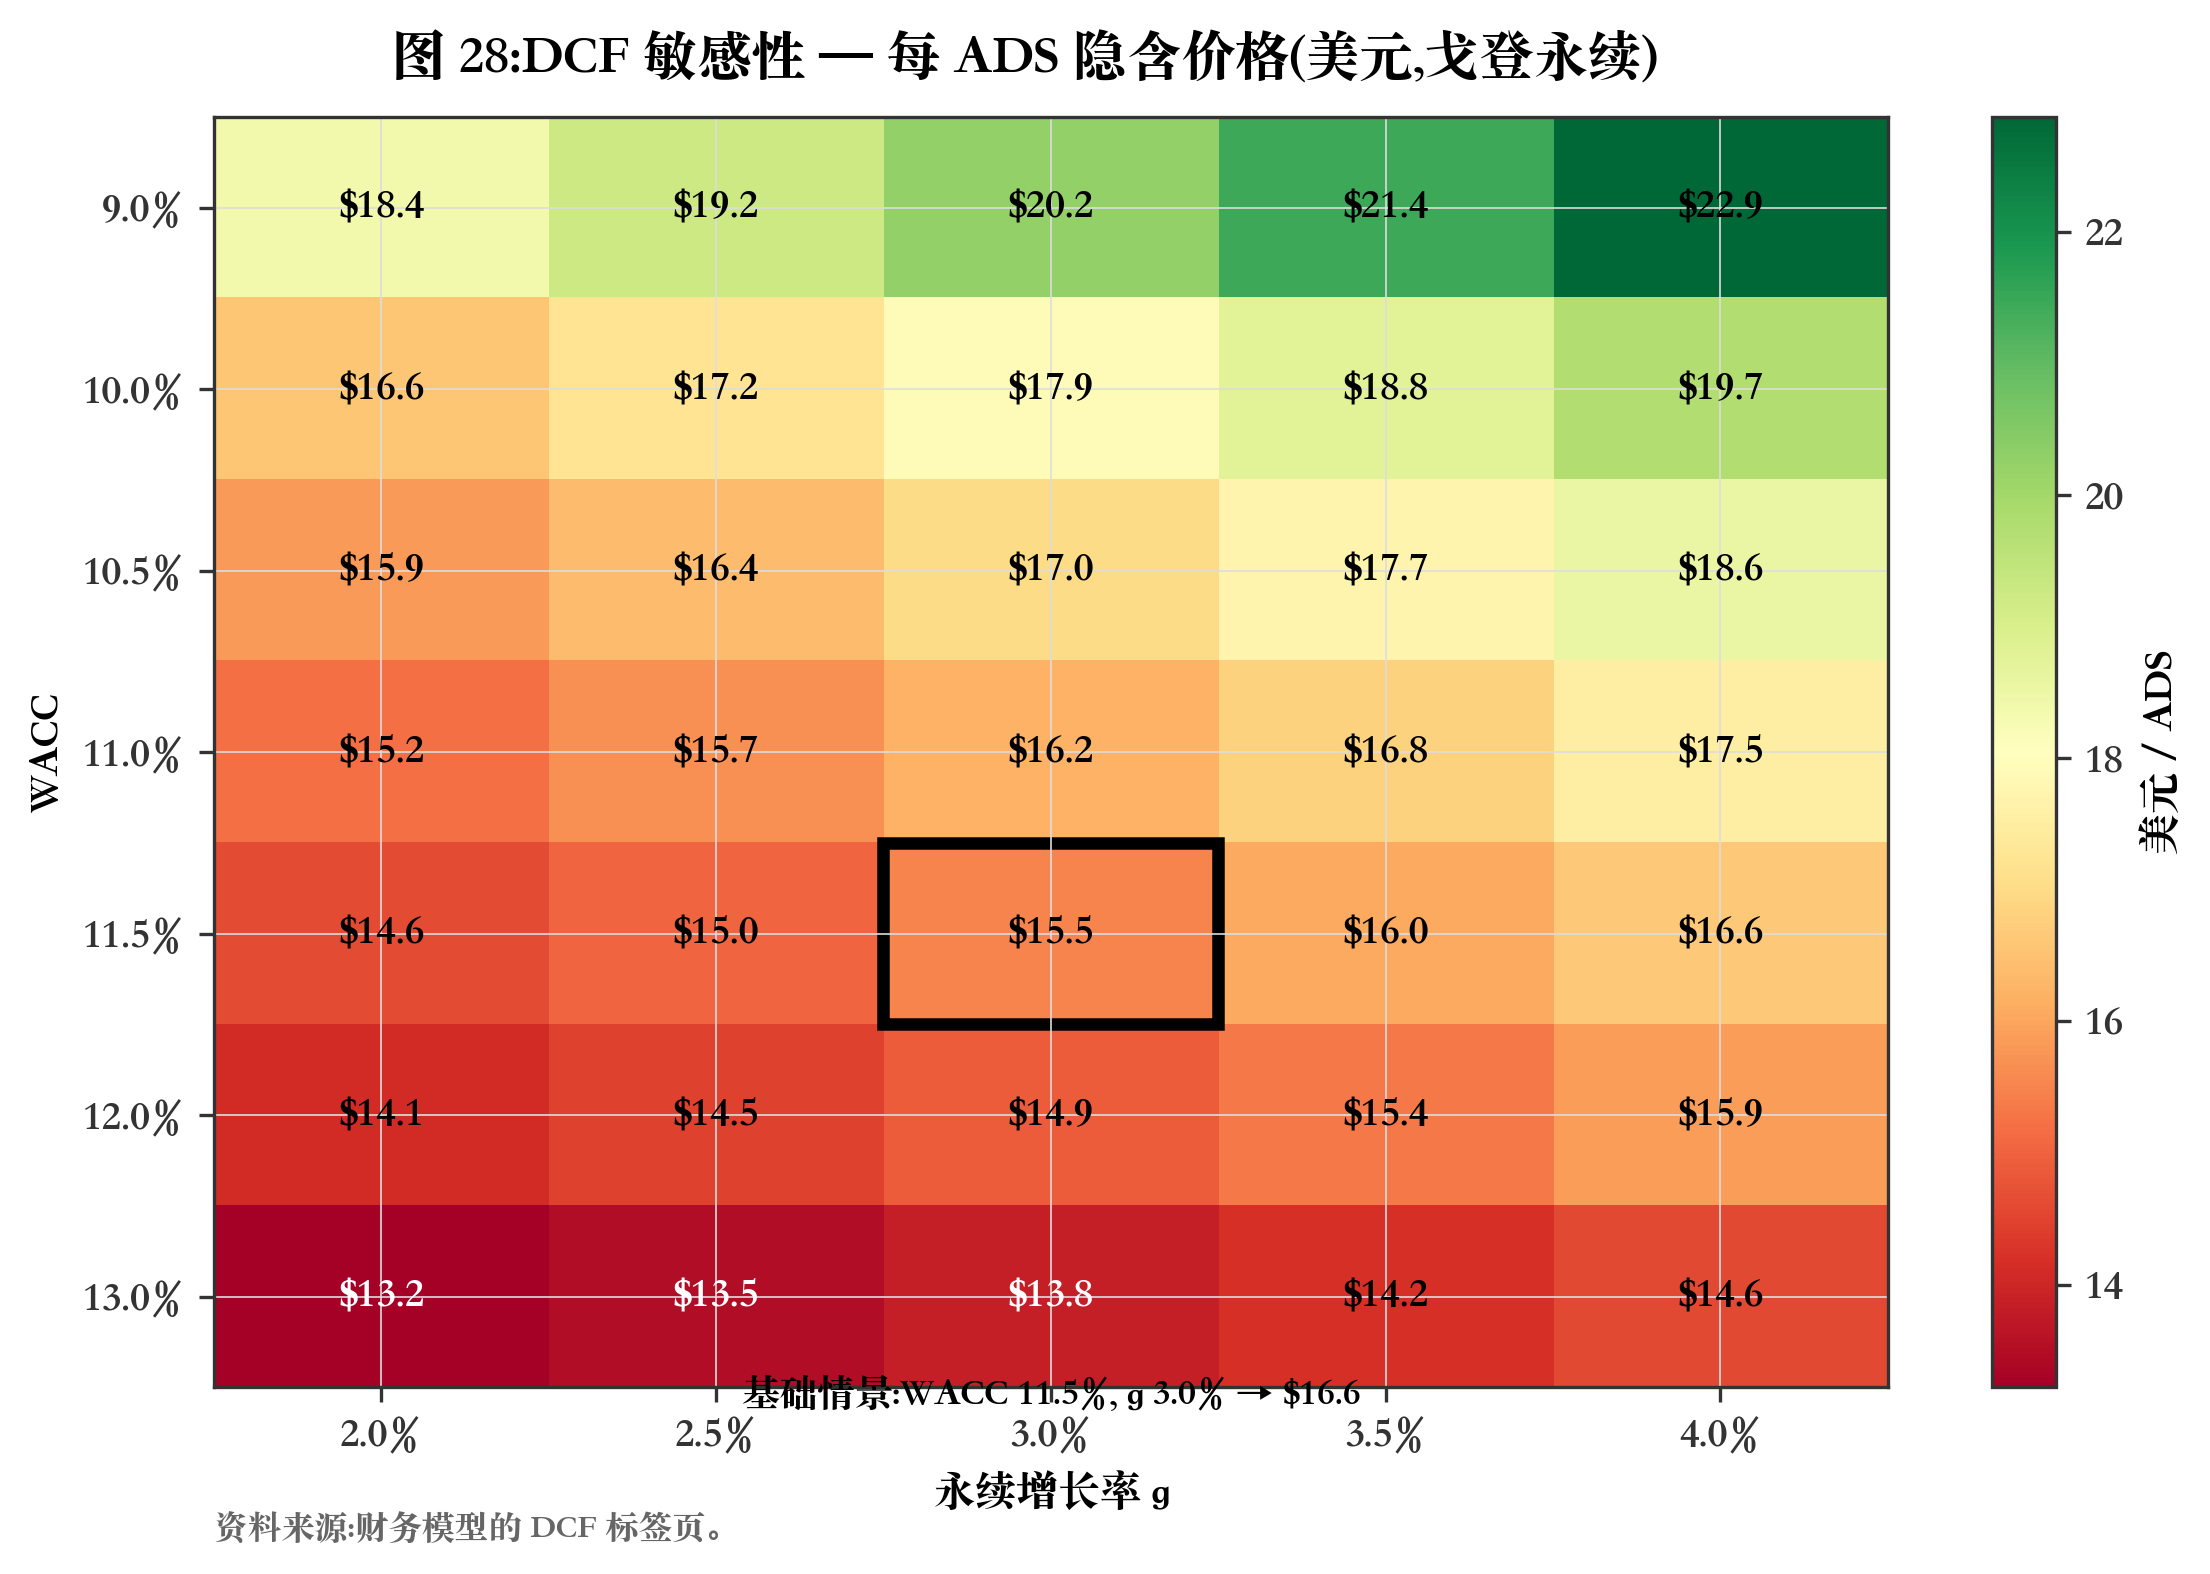 图 28:DCF 敏感性 — 每 ADS 隐含价格(美元,戈登永续)
9.0% $18.4 $19.2 $20.2 $21.4 $22.9
10.0% $16.6 $17.2 $17.9 $18.8 $19.7
10.5% $15.9 $16.4 $17.0 $17.7 $18.6
11.0% $15.2 $15.7 $16.2 $16.8 $17.5
11.5% $14.6 $15.0 $15.5 $16.0 $16.6
12.0% $14.1 $14.5 $14.9 $15.4 $15.9
13.0% $13.2 $13.5 $13.8 $14.2 $14.6
WACC
基础情景:WACC 11.5%, g 3.0% → $16.6
2.0% 2.5% 3.0% 3.5% 4.0%
永续增长率 g
22
20
18
16
14
美元 / ADS
资料来源:财务模型的 DCF 标签页。